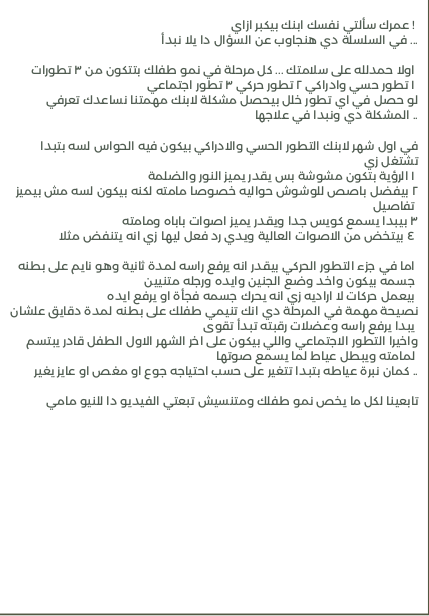 عمرك سألتي نفسك ابنك بيكبر ازاي !
في السلسلة دي هنجاوب عن السؤال دا يلا نبدأ ...
اولا حمدلله على سلامتك ... كل مرحلة في نمو طفلك بتتكون من ٣ تطورات
١ تطور حسي وادراكي ٢ تطور حركي ٣ تطور اجتماعي
لو حصل في اي تطور خلل بيحصل مشكلة لابنك مهمتنا نساعدك تعرفي
المشكلة دي ونبدا في علاجها ..
في اول شهر لابنك التطور الحسي والادراكي بيكون فيه الحواس لسه بتبدا
تشتغل زي
١ الرؤية بتكون مشوشة بس يقدر يميز النور والضلمة
٢ بيفضل باصص للوشوش حواليه خصوصا مامته لكنه بيكون لسه مش بيميز
تفاصيل
٣ بيبدا يسمع كويس جدا ويقدر يميز اصوات باباه ومامته
٤ بيتخض من الاصوات العالية ويدي رد فعل ليها زي انه يتنفض مثلا
اما في جزء التطور الحركي بيقدر انه يرفع راسه لمدة ثانية وهو نايم على بطنه
جسمه بيكون واخد وضع الجنين وايده ورجله متنيين
بيعمل حركات لا اراديه زي انه يحرك جسمه فجأة او يرفع ايده
نصيحة مهمة في المرحلة دي انك تنيمي طفلك على بطنه لمدة دقايق علشان
يبدا يرفع راسه وعضلات رقبته تبدأ تقوى
واخيرا التطور الاجتماعي واللي بيكون على اخر الشهر الاول الطفل قادر يبتسم
لمامته ويبطل عياط لما يسمع صوتها
كمان نبرة عياطه بتبدا تتغير على حسب احتياجه جوع او مغص او عايز يغير ..
تابعينا لكل ما يخص نمو طفلك ومتنسيش تبعتي الفيديو دا للنيو مامي